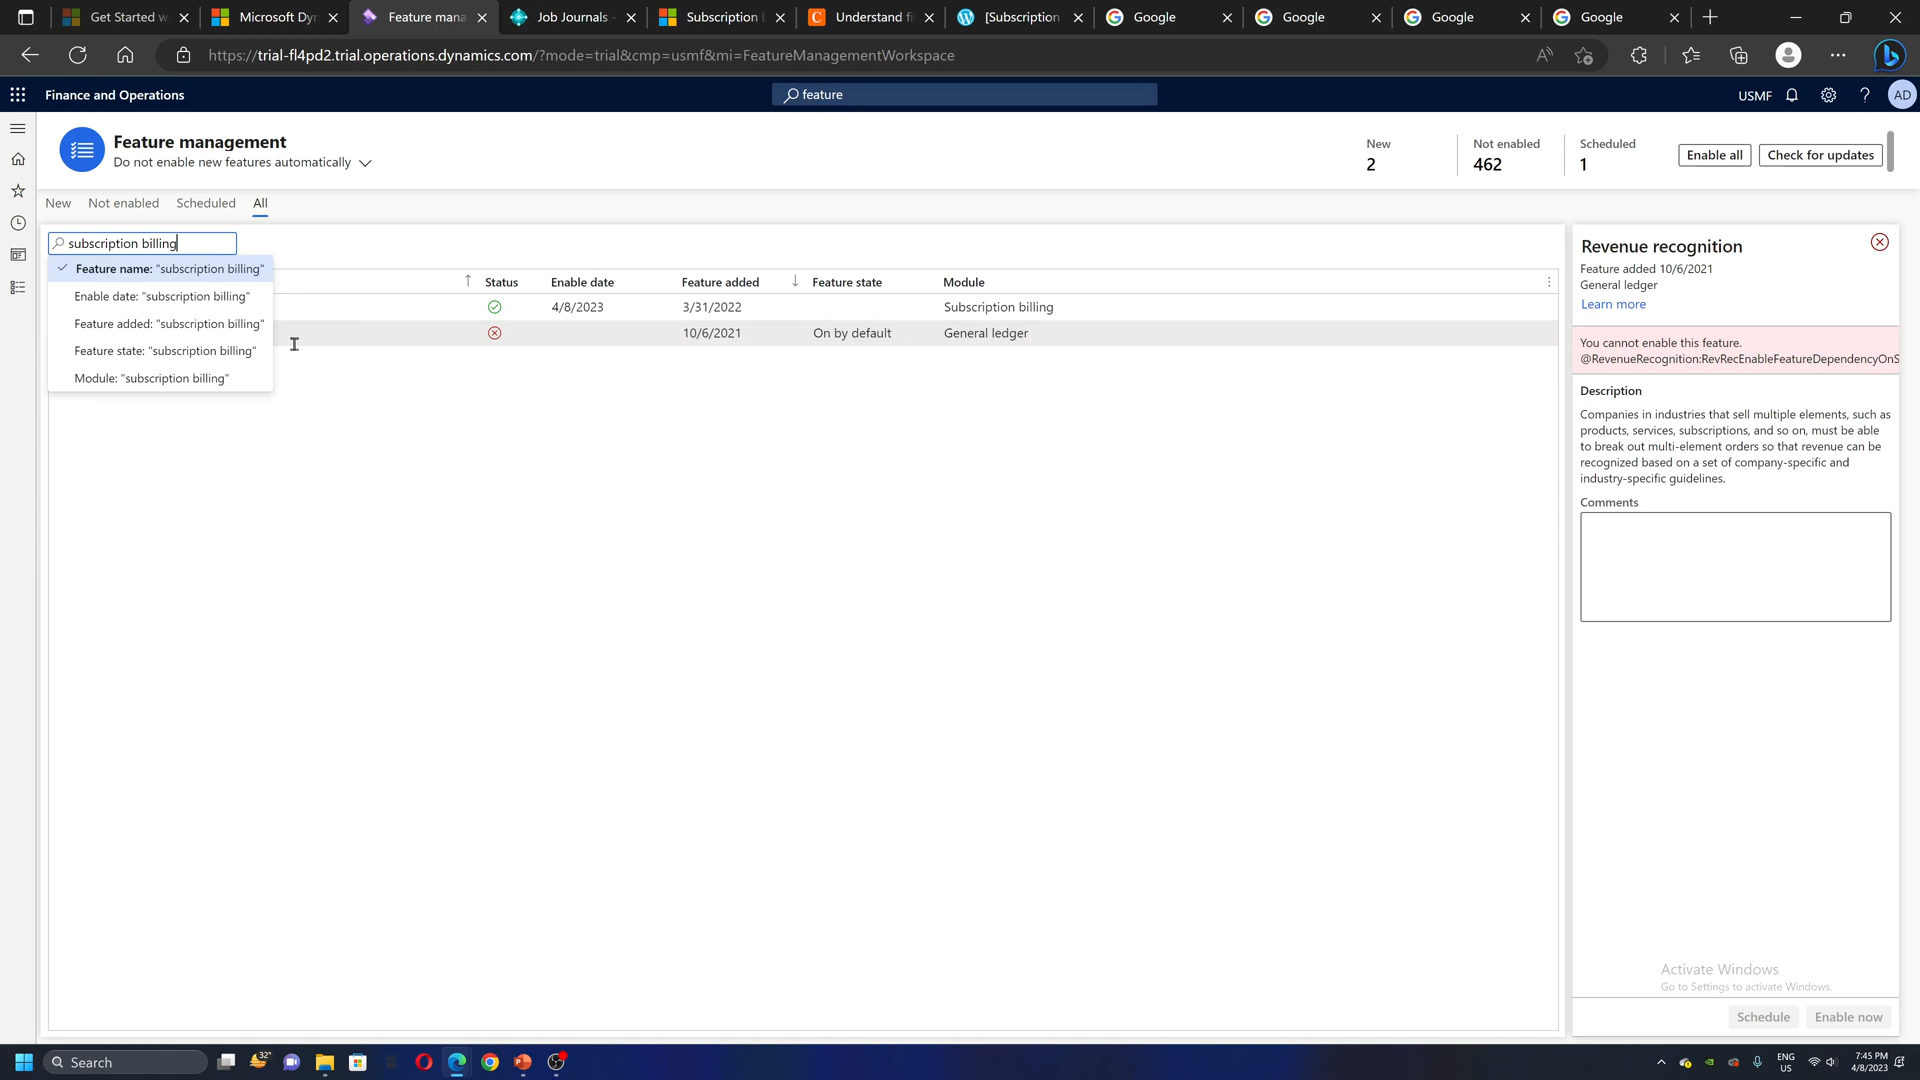 Get Started w
Microsoft Dyn
Feature mana
Job Journals -
Subscription b
Understand fi
[Subscription
Google
Google
Google
Google
https://trial-fl4pd2.trial.operations.dynamics.com/?mode=trial&cmp=usmf&mi=FeatureManagementWorkspace
Finance and Operations
feature
USMF
AD
Feature management
Do not enable new features automatically
New
2
Not enabled
462
Scheduled
1
Enable all
Check for updates
New
Not enabled
Scheduled
All
subscription billing
Feature name: "subscription billing"
Enable date: "subscription billing"
Feature added: "subscription billing"
Feature state: "subscription billing"
Module: "subscription billing"
Status Enable date Feature added Feature state Module
4/8/2023 3/31/2022 Subscription billing
10/6/2021 On by default General ledger
Revenue recognition
Feature added 10/6/2021
General ledger
Learn more
You cannot enable this feature.
@RevenueRecognition:RevRecEnableFeatureDependencyOnS
Description
Companies in industries that sell multiple elements, such as
products, services, subscriptions, and so on, must be able
to break out multi-element orders so that revenue can be
recognized based on a set of company-specific and
industry-specific guidelines.
Comments
Activate Windows
Go to Settings to activate Windows.
Schedule
Enable now
Search
32°
ENG
US
7:45 PM
4/8/2023